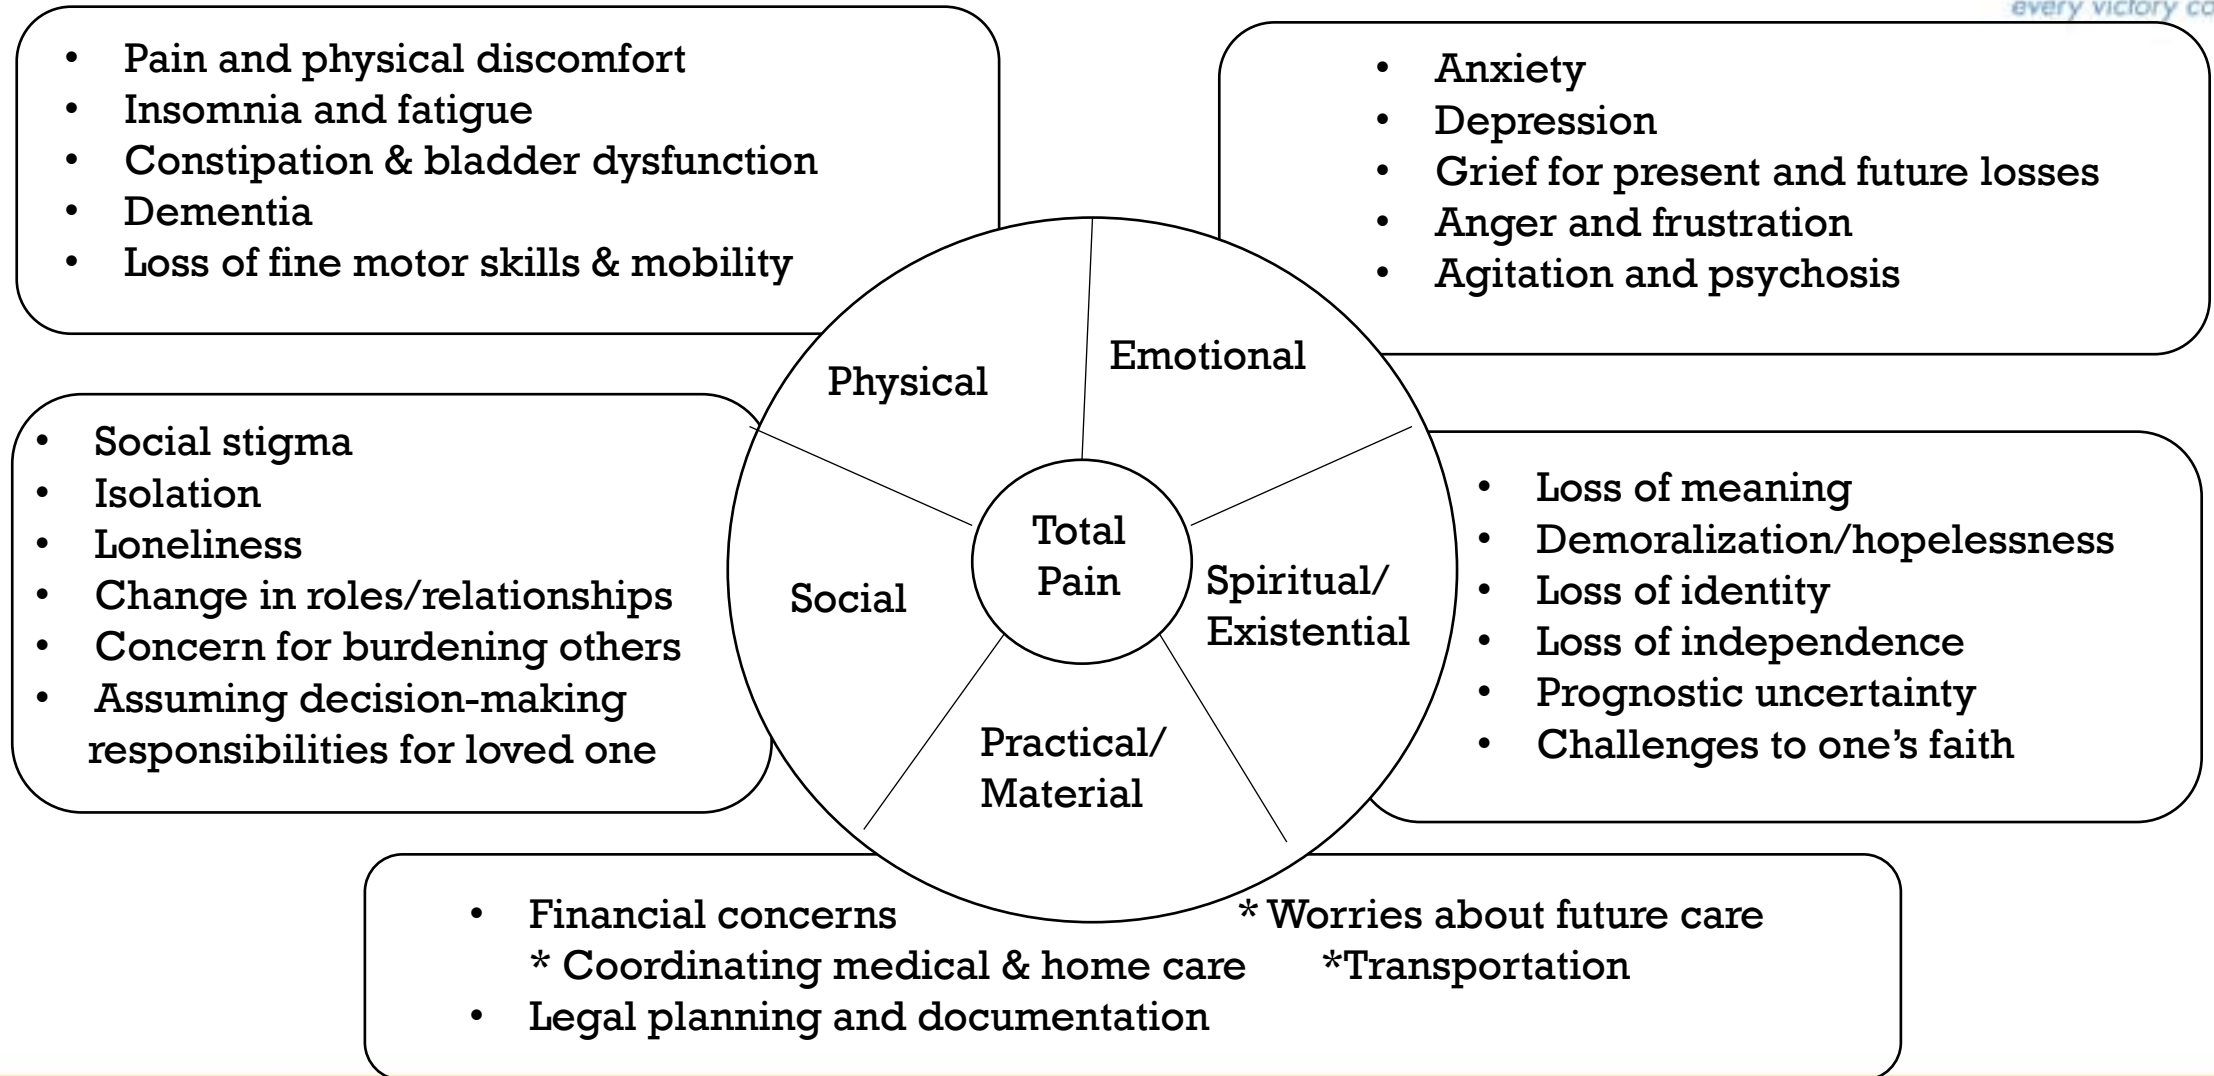 every victory co
• Pain and physical discomfort
• Insomnia and fatigue
• Constipation & bladder dysfunction
• Dementia
• Loss of fine motor skills & mobility
• Anxiety
• Depression
• Grief for present and future losses
• Anger and frustration
• Agitation and psychosis
Physical
Emotional
• Social stigma
• Isolation
• Loneliness
• Change in roles/relationships
• Concern for burdening others
• Assuming decision-making
responsibilities for loved one
Social
Total
Pain
Spiritual/
Existential
Practical/
Material
• Loss of meaning
• Demoralization/hopelessness
• Loss of identity
• Loss of independence
• Prognostic uncertainty
• Challenges to one’s faith
• Financial concerns * Worries about future care
* Coordinating medical & home care *Transportation
• Legal planning and documentation